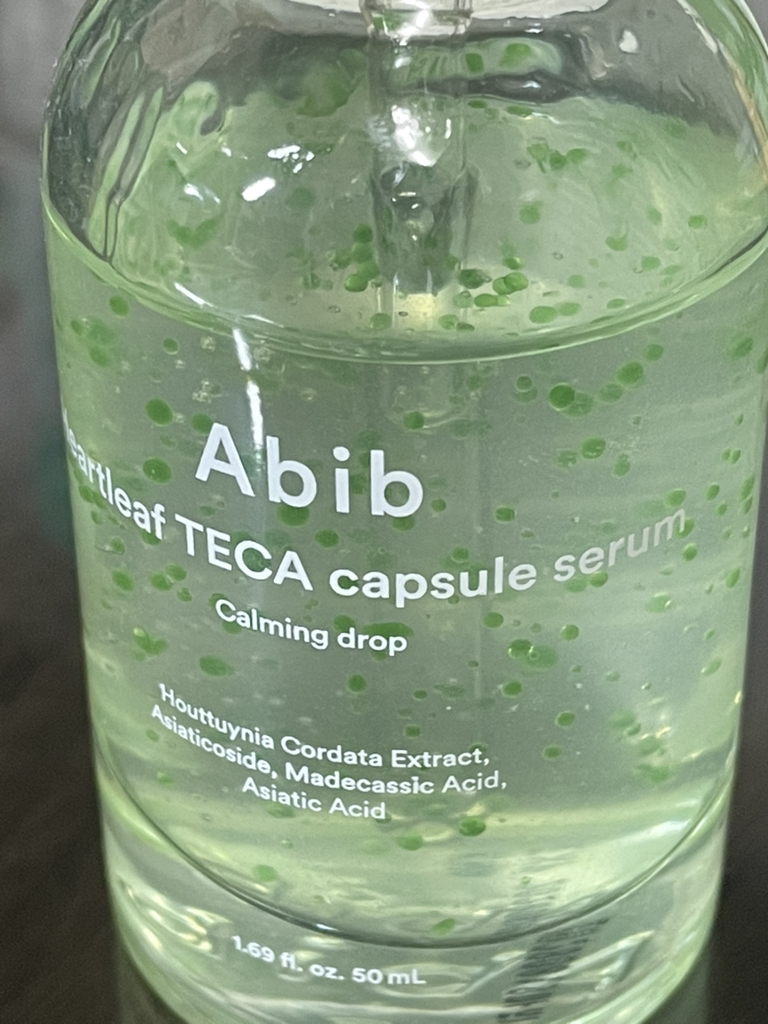 Abib
Heartleaf TECA capsule serum
Calming drop
Houttuynia Cordata Extract,
Asiaticoside, Madecassic Acid,
Asiatic Acid
1.69 fl. oz. 50 mL